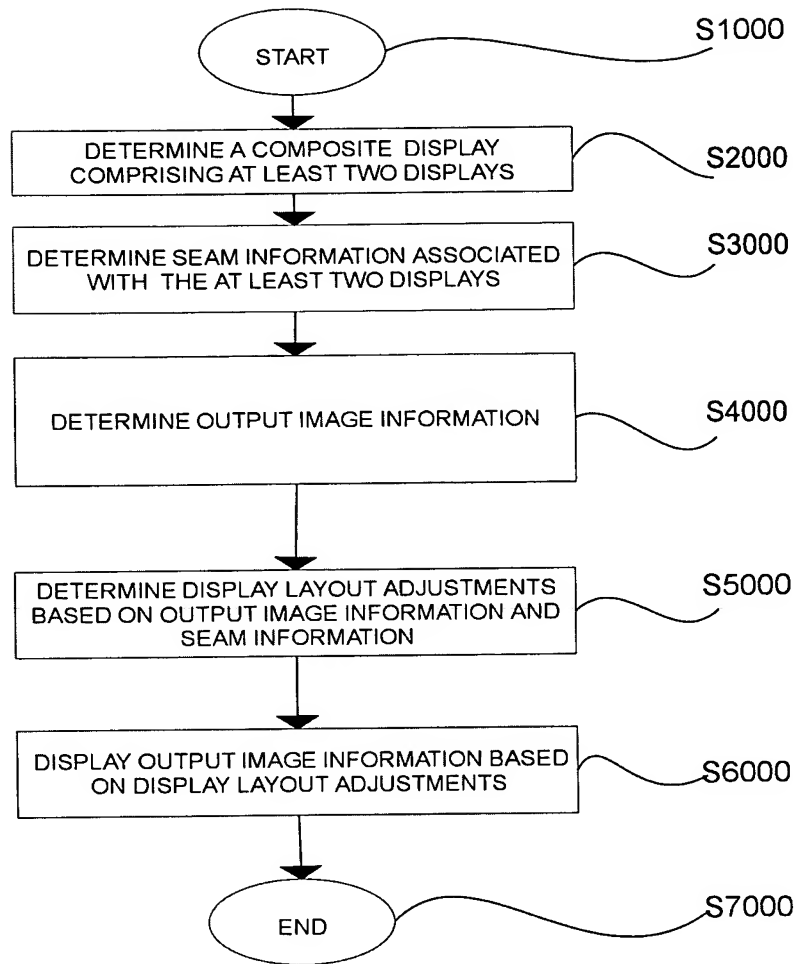 START
S1000
DETERMINE A COMPOSITE DISPLAY
COMPRISING AT LEAST TWO DISPLAYS
S2000
DETERMINE SEAM INFORMATION ASSOCIATED
WITH THE AT LEAST TWO DISPLAYS
S3000
DETERMINE OUTPUT IMAGE INFORMATION
S4000
DETERMINE DISPLAY LAYOUT ADJUSTMENTS
BASED ON OUTPUT IMAGE INFORMATION AND
SEAM INFORMATION
S5000
DISPLAY OUTPUT IMAGE INFORMATION BASED
ON DISPLAY LAYOUT ADJUSTMENTS
S6000
END
S7000